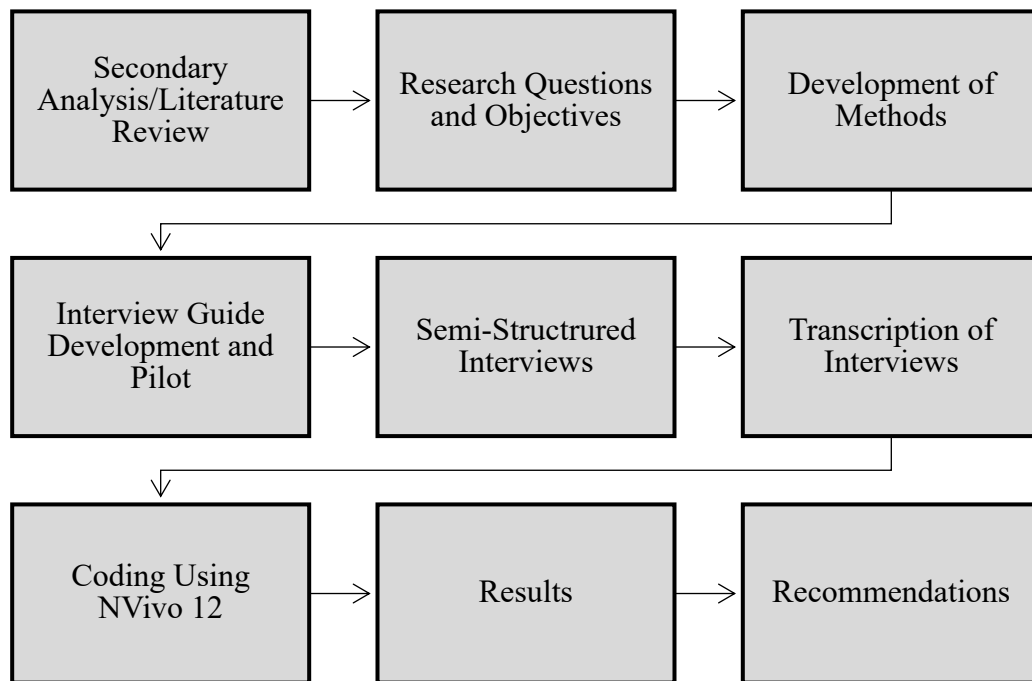 Secondary
Analysis/Literature
Review
Research Questions
and Objectives
Development of
Methods
Interview Guide
Development and
Pilot
Semi-Structrured
Interviews
Transcription of
Interviews
Coding Using
NVivo 12
Results
Recommendations